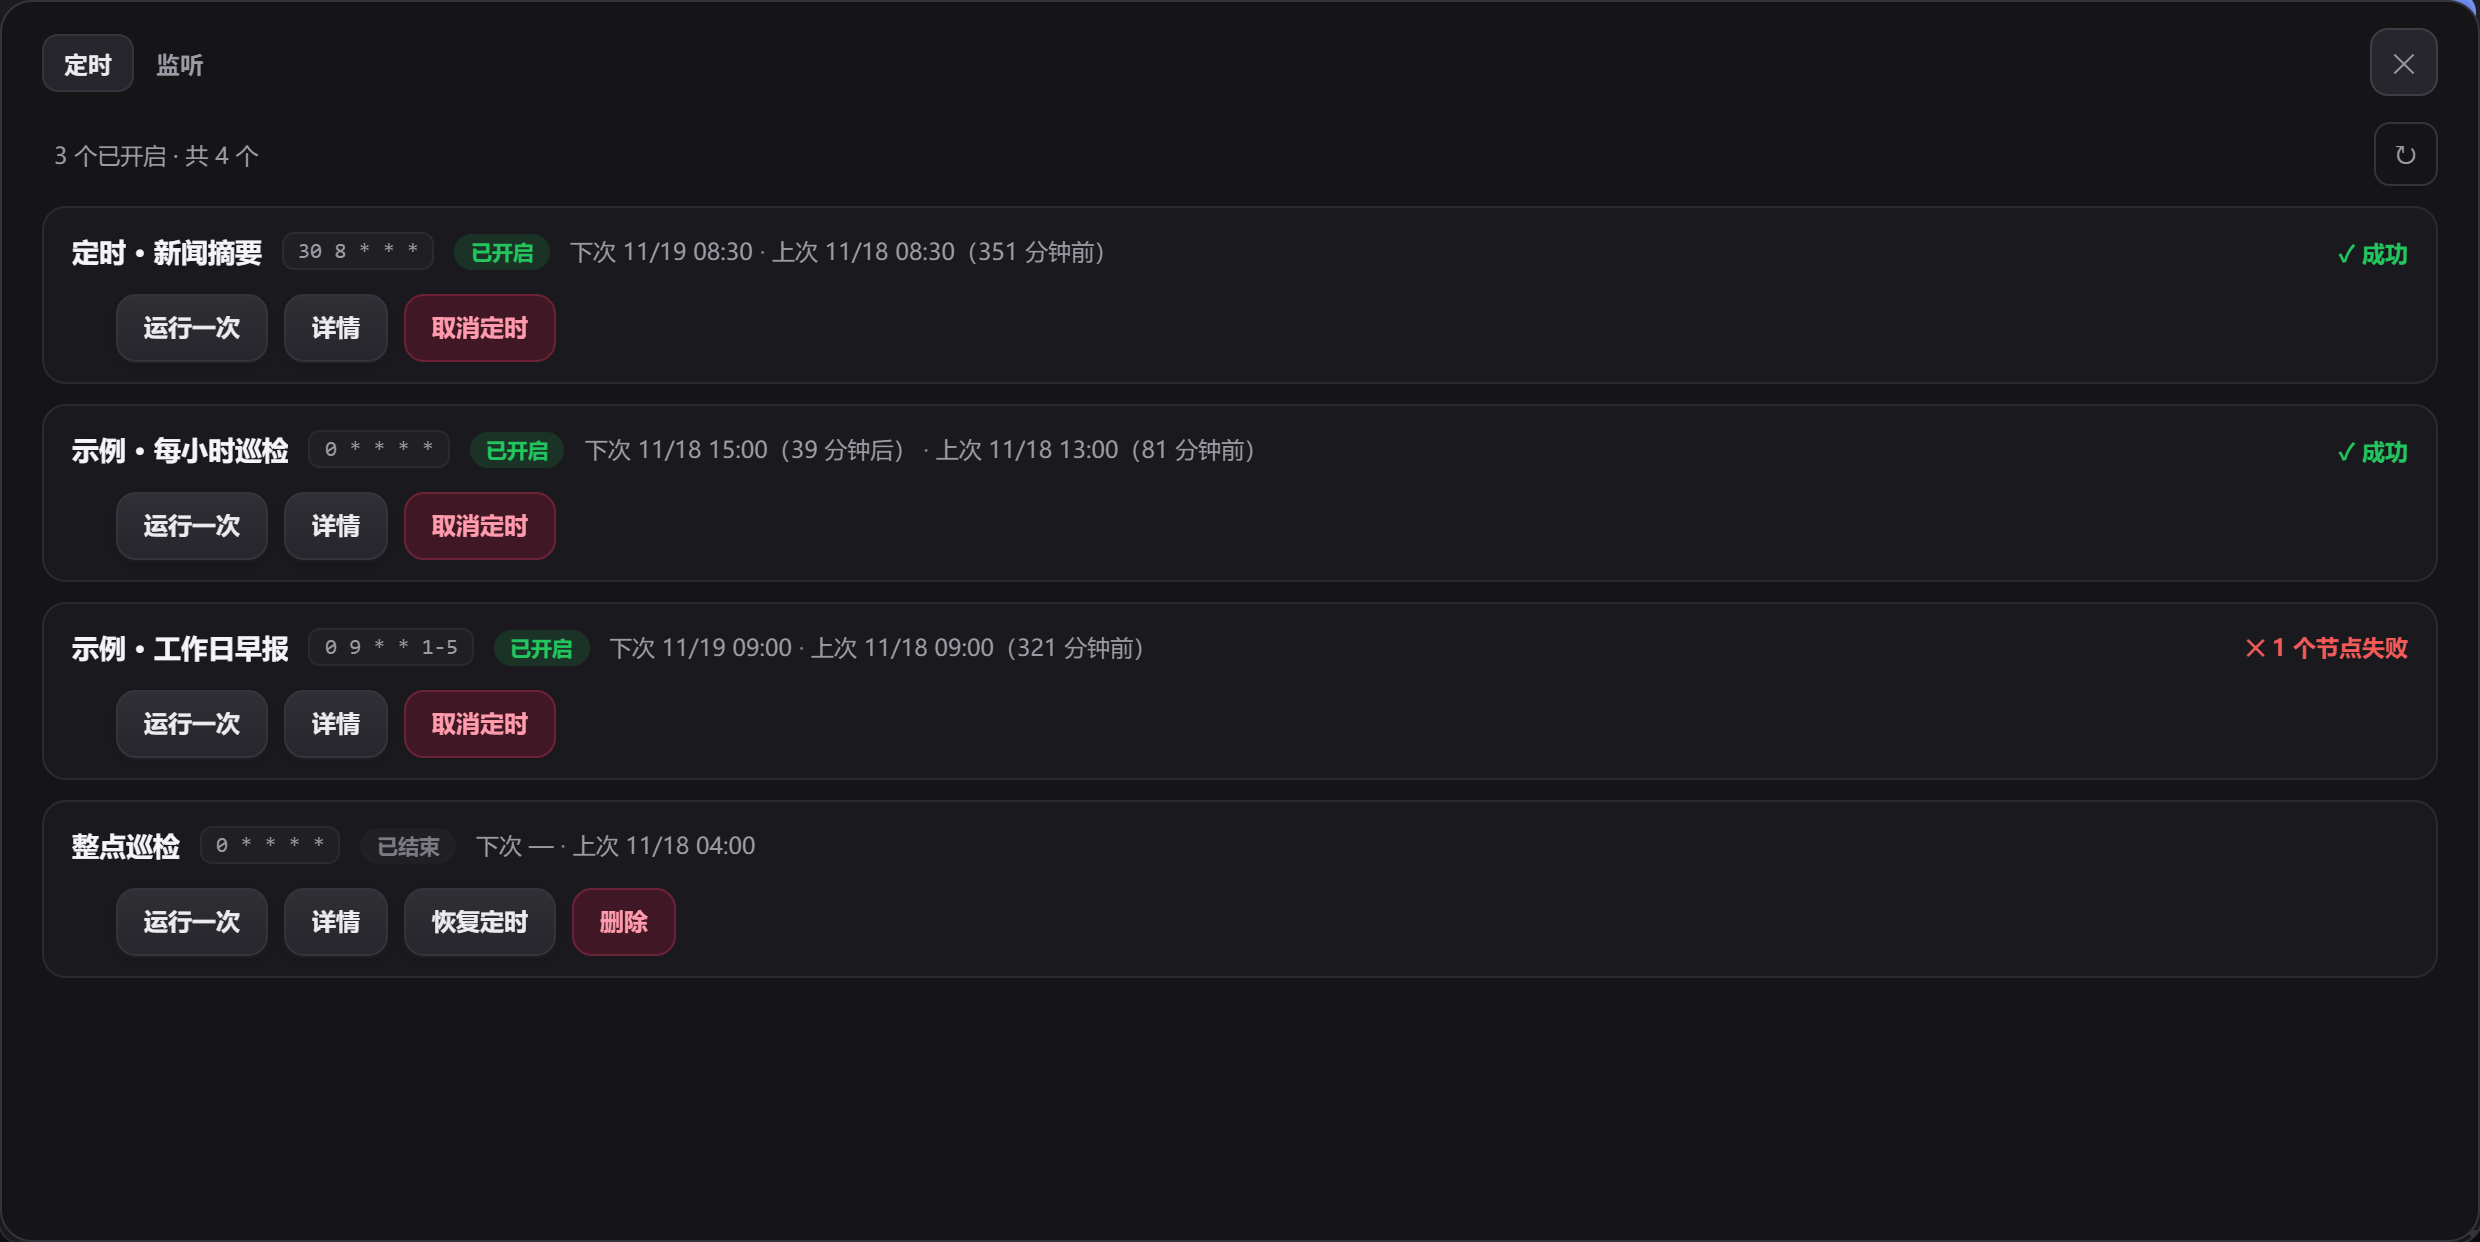 定时 监听
3 个已开启 · 共 4 个
定时 • 新闻摘要 30 8 * * * 已开启 下次 11/19 08:30 · 上次 11/18 08:30（351 分钟前） ✓ 成功
运行一次 详情 取消定时
示例 • 每小时巡检 0 * * * * 已开启 下次 11/18 15:00（39 分钟后） · 上次 11/18 13:00（81 分钟前） ✓ 成功
运行一次 详情 取消定时
示例 • 工作日早报 0 9 * * 1-5 已开启 下次 11/19 09:00 · 上次 11/18 09:00（321 分钟前） ✕ 1 个节点失败
运行一次 详情 取消定时
整点巡检 0 * * * * 已结束 下次 — · 上次 11/18 04:00
运行一次 详情 恢复定时 删除